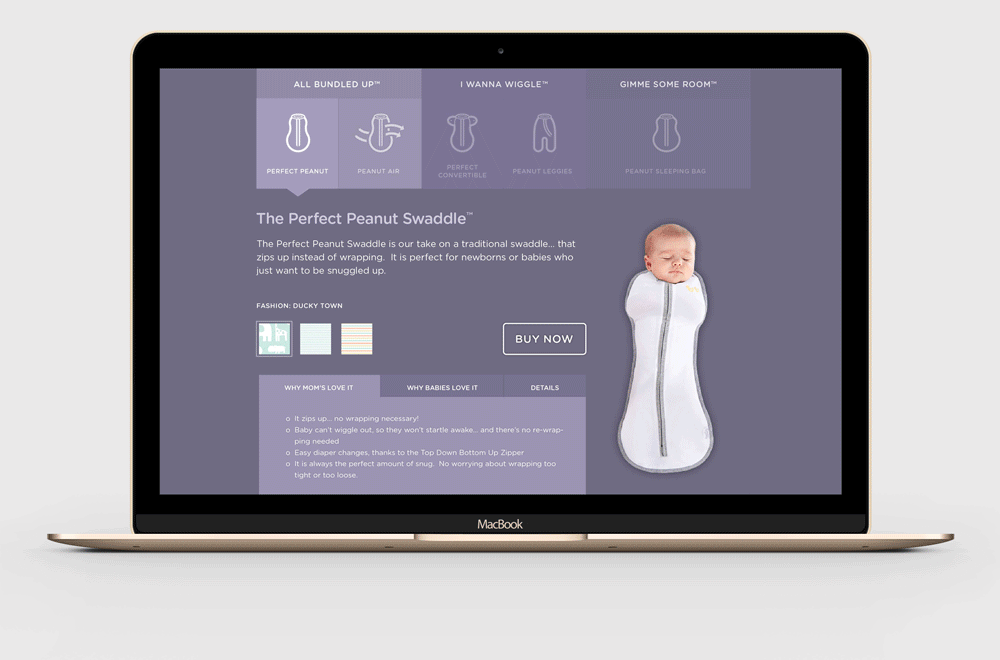 ALL BUNDLED UP™
I WANNA WIGGLE™
GIMME SOME ROOM™
PERFECT PEANUT
PEANUT AIR
PERFECT
CONVERTIBLE
PEANUT LEGGIES
PEANUT SLEEPING BAG
The Perfect Peanut Swaddle™
The Perfect Peanut Swaddle is our take on a traditional swaddle... that
zips up instead of wrapping. It is perfect for newborns or babies who
just want to be snuggled up.
FASHION: DUCKY TOWN
BUY NOW
WHY MOM'S LOVE IT
WHY BABIES LOVE IT
DETAILS
o It zips up... no wrapping necessary!
o Baby can't wiggle out, so they won't startle awake... and there's no re-wrap-
ping needed
o Easy diaper changes, thanks to the Top Down Bottom Up Zipper
o It is always the perfect amount of snug. No worrying about wrapping too
tight or too loose.
MacBook